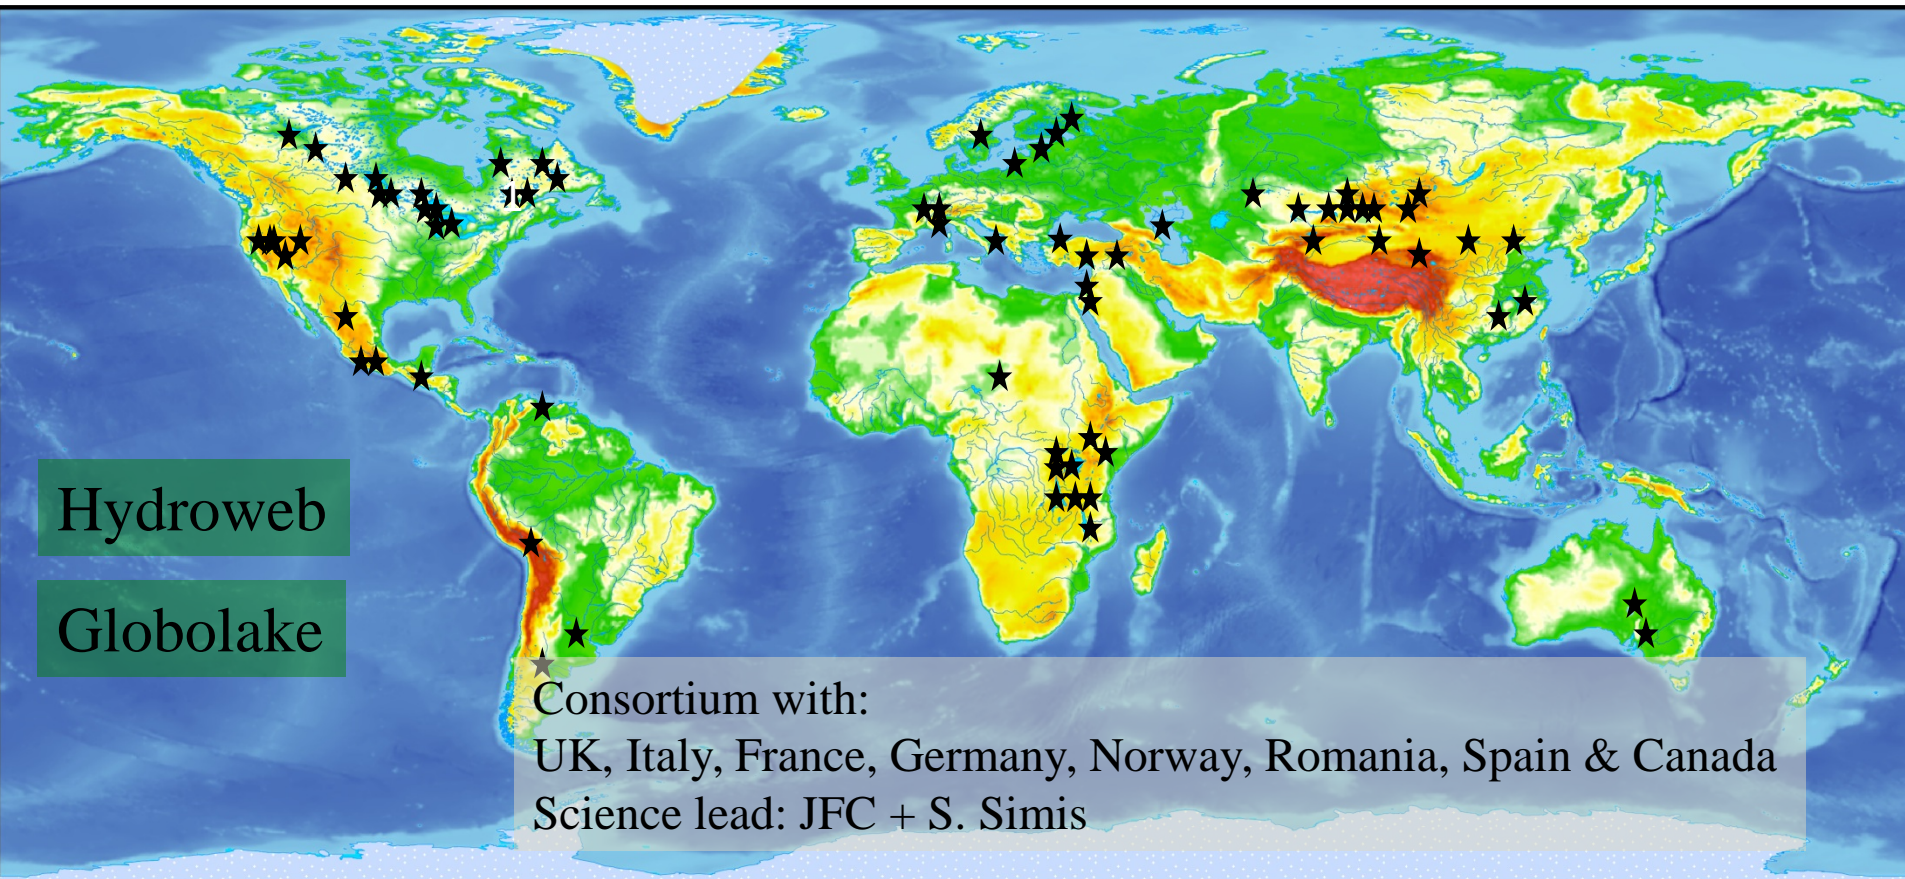 Hydroweb
Globolake
Consortium with:
UK, Italy, France, Germany, Norway, Romania, Spain & Canada
Science lead: JFC + S. Simis